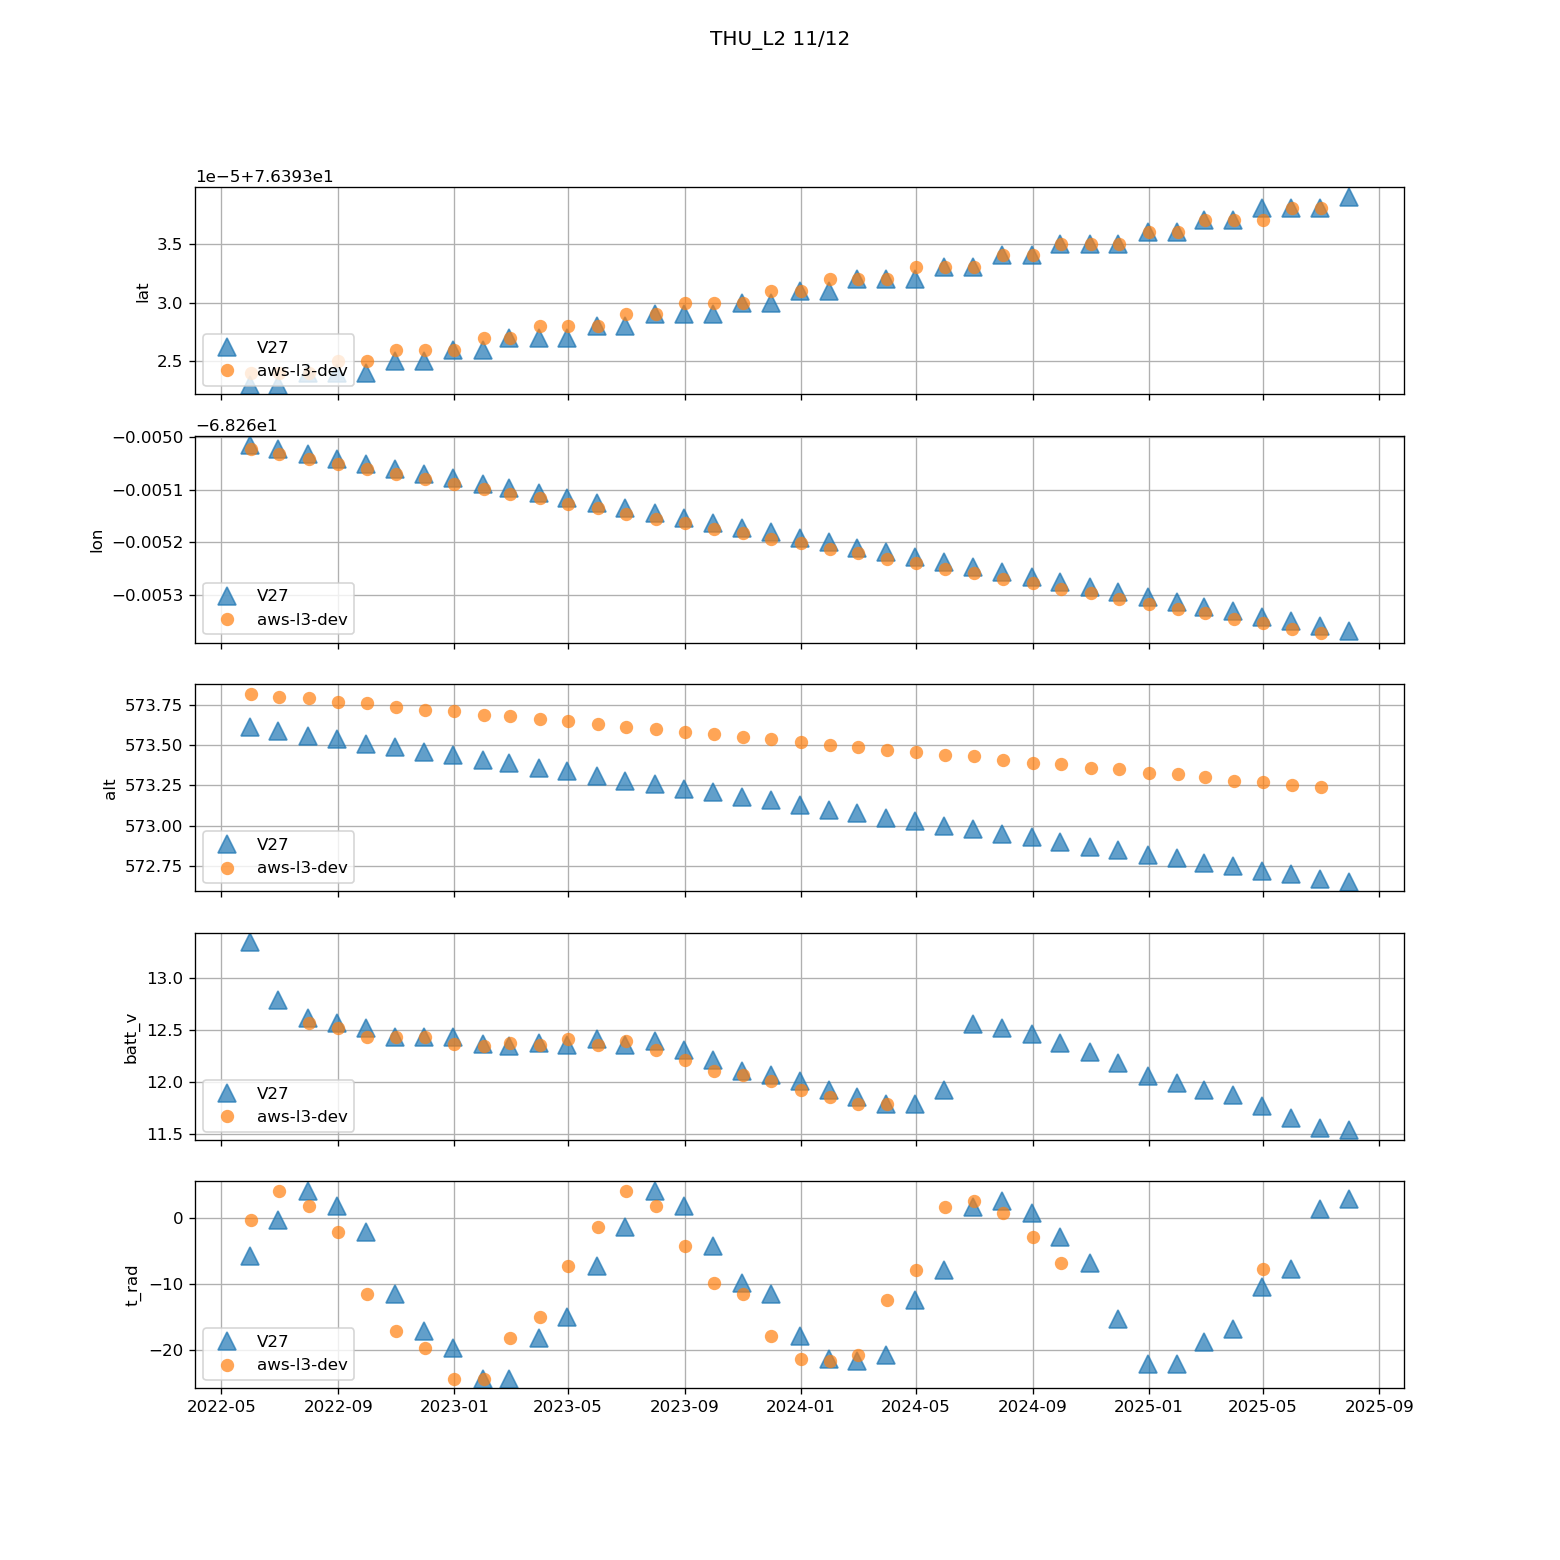 THU_L2 11/12
1e−5+7.6393e1
3.5
3.0
2.5
lat
V27
aws-l3-dev
−6.826e1
−0.0050
−0.0051
−0.0052
−0.0053
lon
V27
aws-l3-dev
573.75
573.50
573.25
573.00
572.75
alt
V27
aws-l3-dev
13.0
12.5
12.0
11.5
batt_v
V27
aws-l3-dev
0
−10
−20
t_rad
V27
aws-l3-dev
2022-05 2022-09 2023-01 2023-05 2023-09 2024-01 2024-05 2024-09 2025-01 2025-05 2025-09